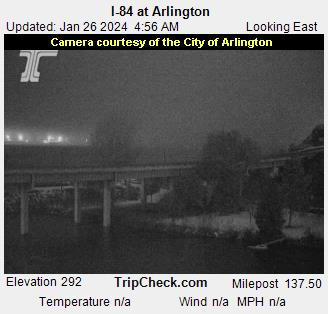 I-84 at Arlington
Updated: Jan 26 2024 4:56 AM Looking East
Camera courtesy of the City of Arlington
Elevation 292 TripCheck.com Milepost 137.50
Temperature n/a Wind n/a MPH n/a